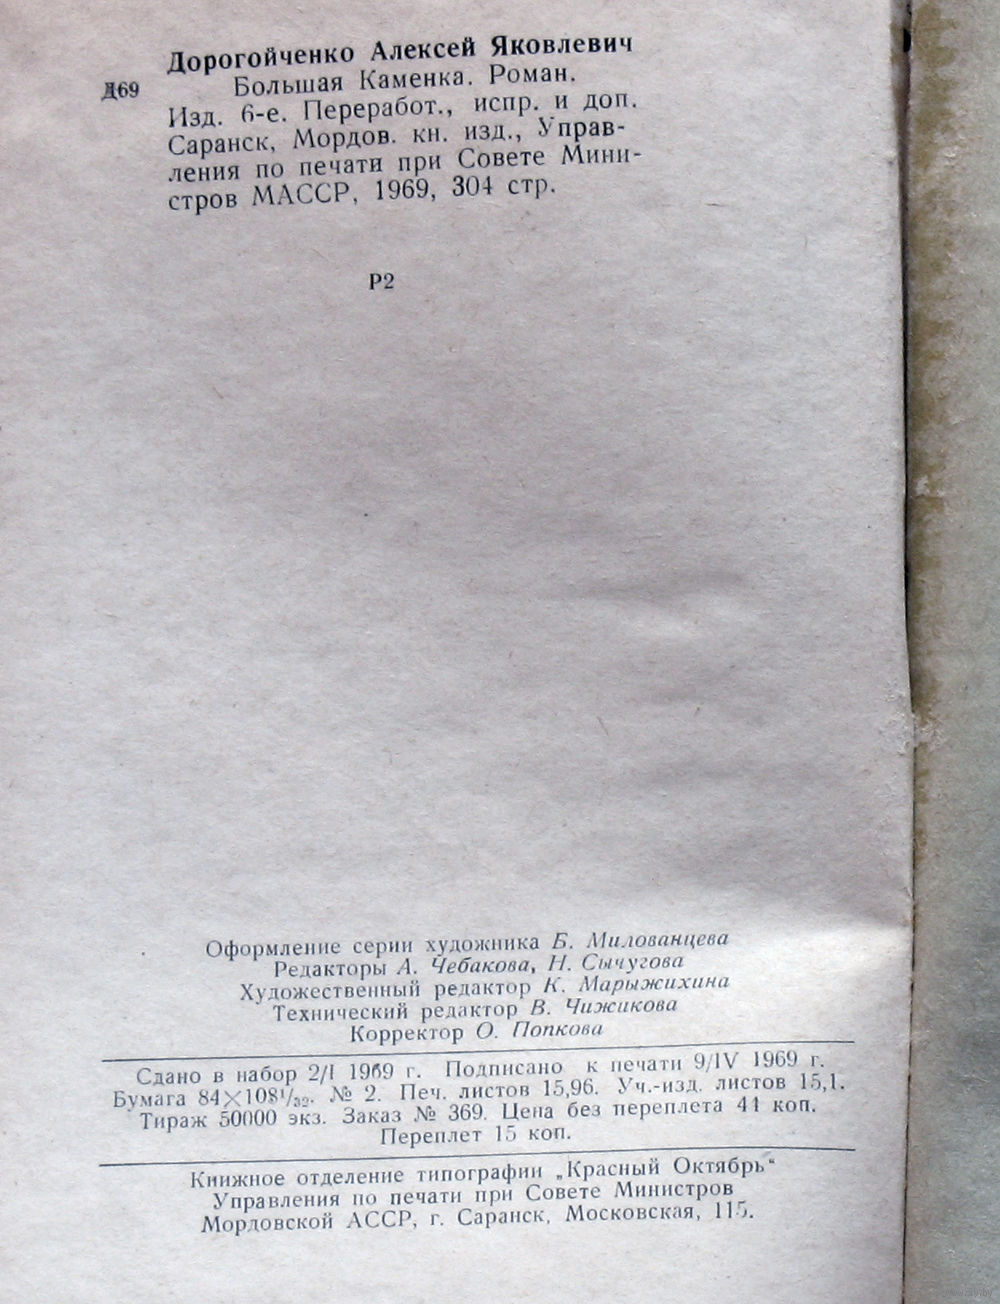 Дорогойченко Алексей Яковлевич
Д69 Большая Каменка. Роман.
Изд. 6-е. Переработ., испр. и доп.
Саранск, Мордов. кн. изд., Управ-
ления по печати при Совете Мини-
стров МАССР, 1969, 304 стр.
Р2
Оформление серии художника Б. Милованцева
Редакторы А. Чебакова, Н. Сычугова
Художественный редактор К. Марыжихина
Технический редактор В. Чижикова
Корректор О. Попкова
Сдано в набор 2/I 1969 г. Подписано к печати 9/IV 1969 г.
Бумага 84×108¹/₃₂. № 2. Печ. листов 15,96. Уч.-изд. листов 15,1.
Тираж 50000 экз. Заказ № 369. Цена без переплета 41 коп.
Переплет 15 коп.
Книжное отделение типографии „Красный Октябрь“
Управления по печати при Совете Министров
Мордовской АССР, г. Саранск, Московская, 115.